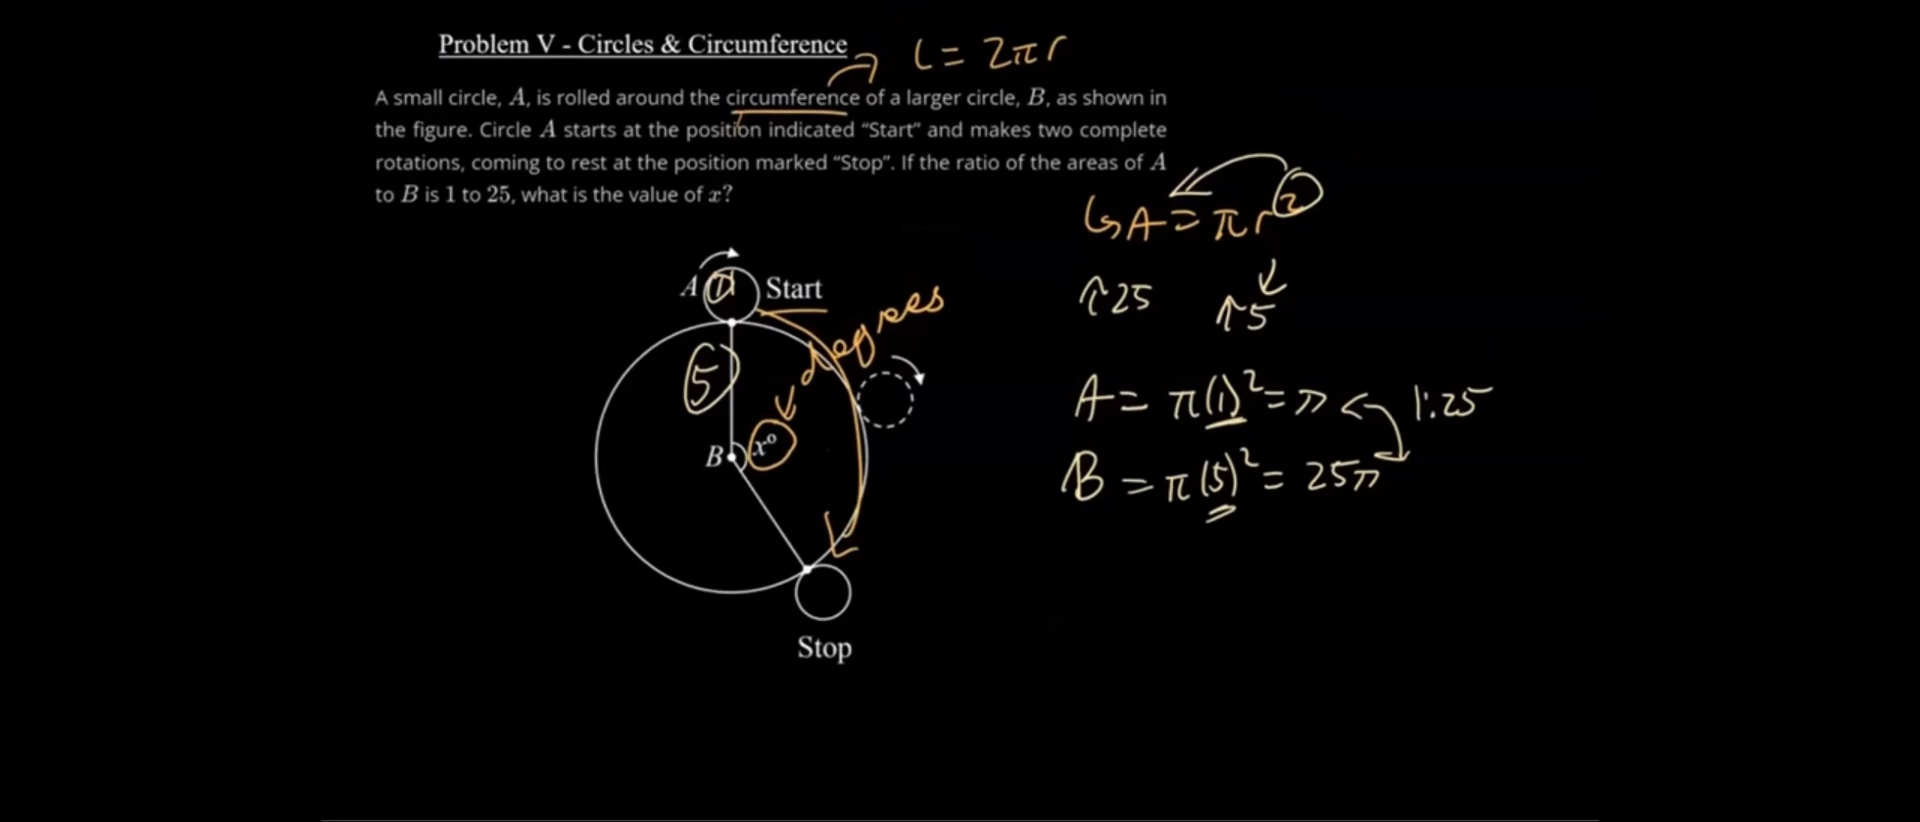 Problem V - Circles & Circumference
C = 2πr
A small circle, A, is rolled around the circumference of a larger circle, B, as shown in
the figure. Circle A starts at the position indicated “Start” and makes two complete
rotations, coming to rest at the position marked “Stop”. If the ratio of the areas of A
to B is 1 to 25, what is the value of x?
A = πr²
A 1 Start
↑25 ↑5
degrees
5
A = π(1)² = π 1:25
B x°
B = π(5)² = 25π
Stop